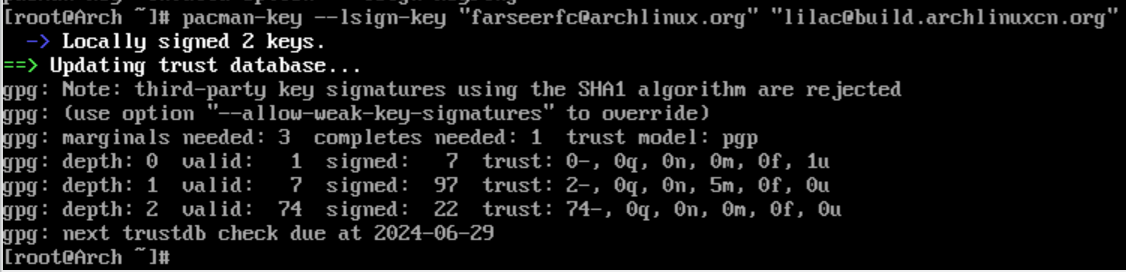 [root@Arch ~]# pacman-key --lsign-key "farseerfc@archlinux.org" "lilac@build.archlinuxcn.org"
  -> Locally signed 2 keys.
==> Updating trust database...
gpg: Note: third-party key signatures using the SHA1 algorithm are rejected
gpg: (use option "--allow-weak-key-signatures" to override)
gpg: marginals needed: 3  completes needed: 1  trust model: pgp
gpg: depth: 0  valid:   1  signed:   7  trust: 0-, 0q, 0n, 0m, 0f, 1u
gpg: depth: 1  valid:   7  signed:  97  trust: 2-, 0q, 0n, 5m, 0f, 0u
gpg: depth: 2  valid:  74  signed:  22  trust: 74-, 0q, 0n, 0m, 0f, 0u
gpg: next trustdb check due at 2024-06-29
[root@Arch ~]#